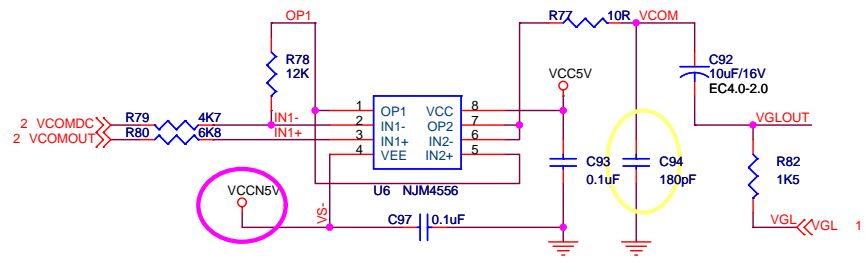 OP1
R77 10R VCOM
R78
12K
C92
10uF/16V
EC4.0-2.0
VCC5V
2 VCOMDC R79 4K7 IN1-
2 VCOMOUT R80 6K8 IN1+
1 OP1 VCC 8
2 IN1- OP2 7
3 IN1+ IN2- 6
4 VEE IN2+ 5
U6 NJM4556
VGLOUT
C93
0.1uF
C94
180pF
R82
1K5
VCCN5V
VS-
C97 0.1uF
VGL VGL 1